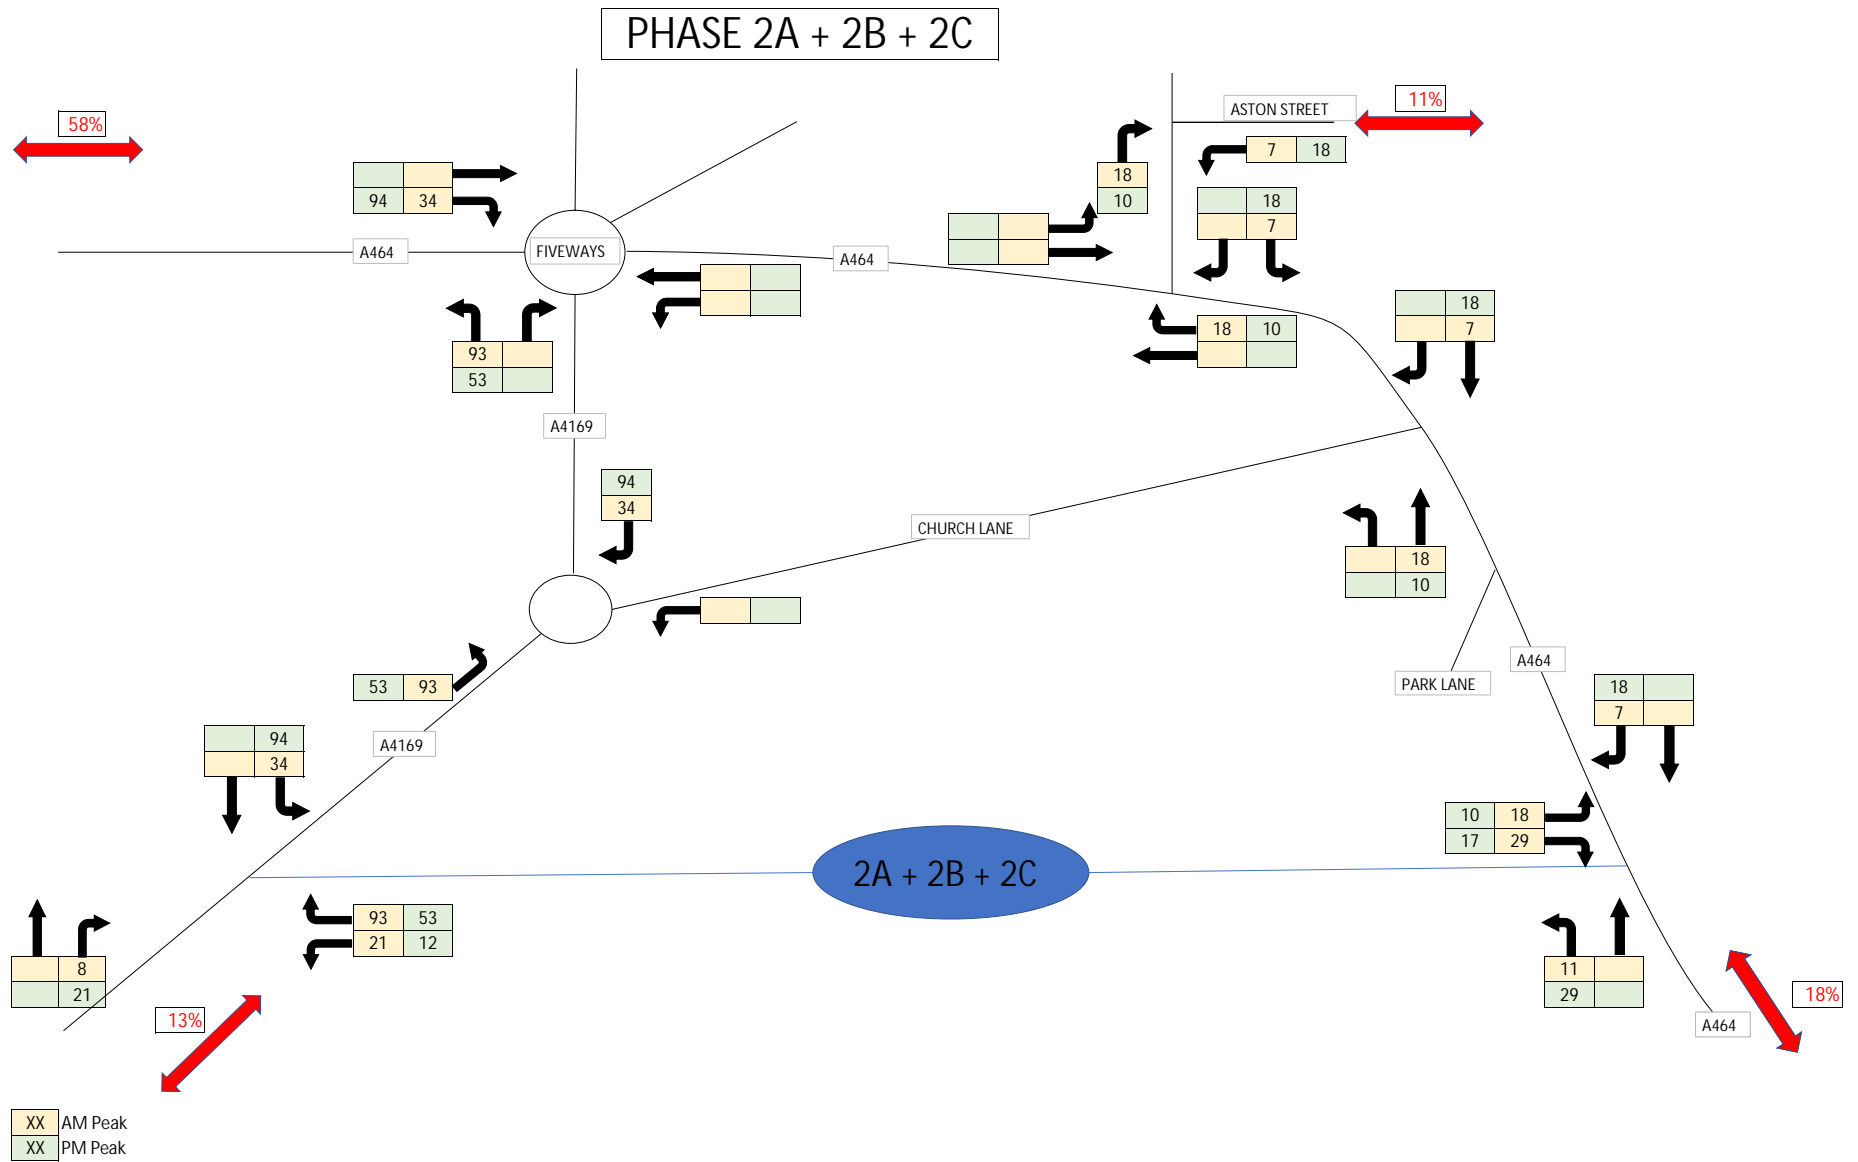 PHASE 2A + 2B + 2C
58%
ASTON STREET
11%
7 18
18
10
94 34
18
7
A464
FIVEWAYS
A464
18
7
18 10
93
53
A4169
94
34
CHURCH LANE
18
10
A464
PARK LANE
53 93
18
7
94
34
A4169
10 18
17 29
2A + 2B + 2C
93 53
21 12
8
21
11
29
13%
18%
A464
XX AM Peak
XX PM Peak